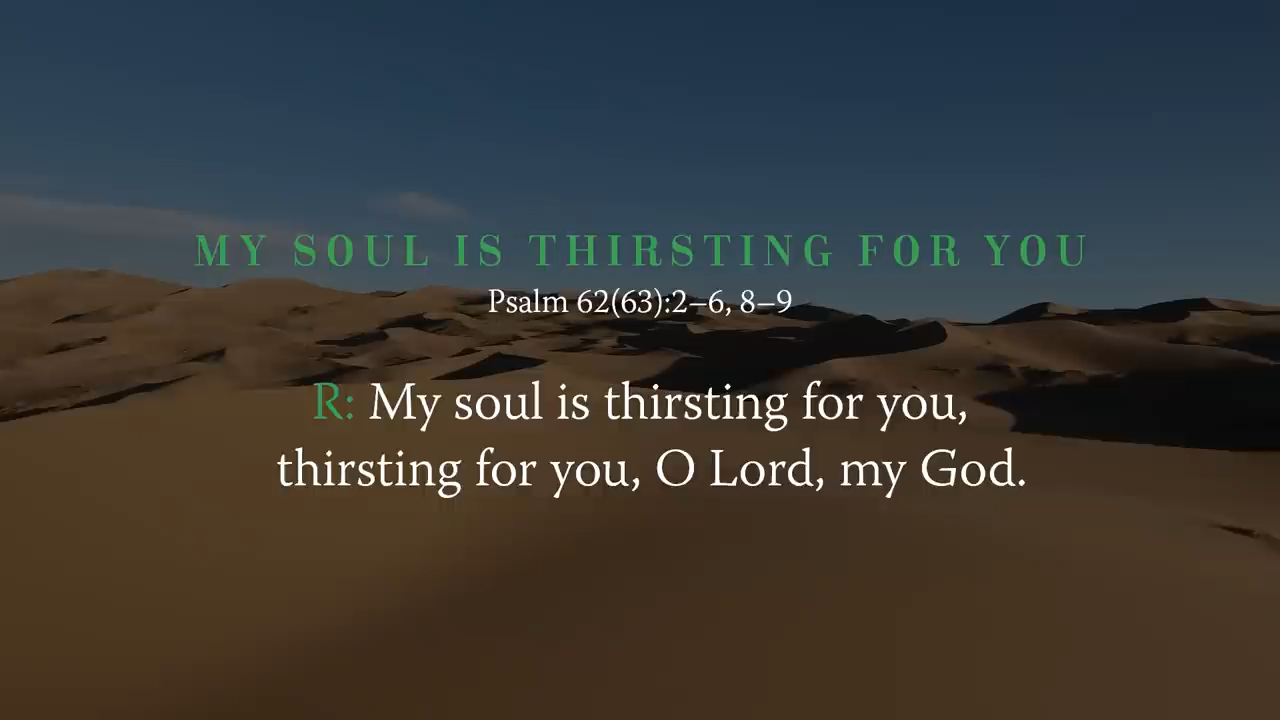 MY SOUL IS THIRSTING FOR YOU
Psalm 62(63):2–6, 8–9
R: My soul is thirsting for you,
thirsting for you, O Lord, my God.